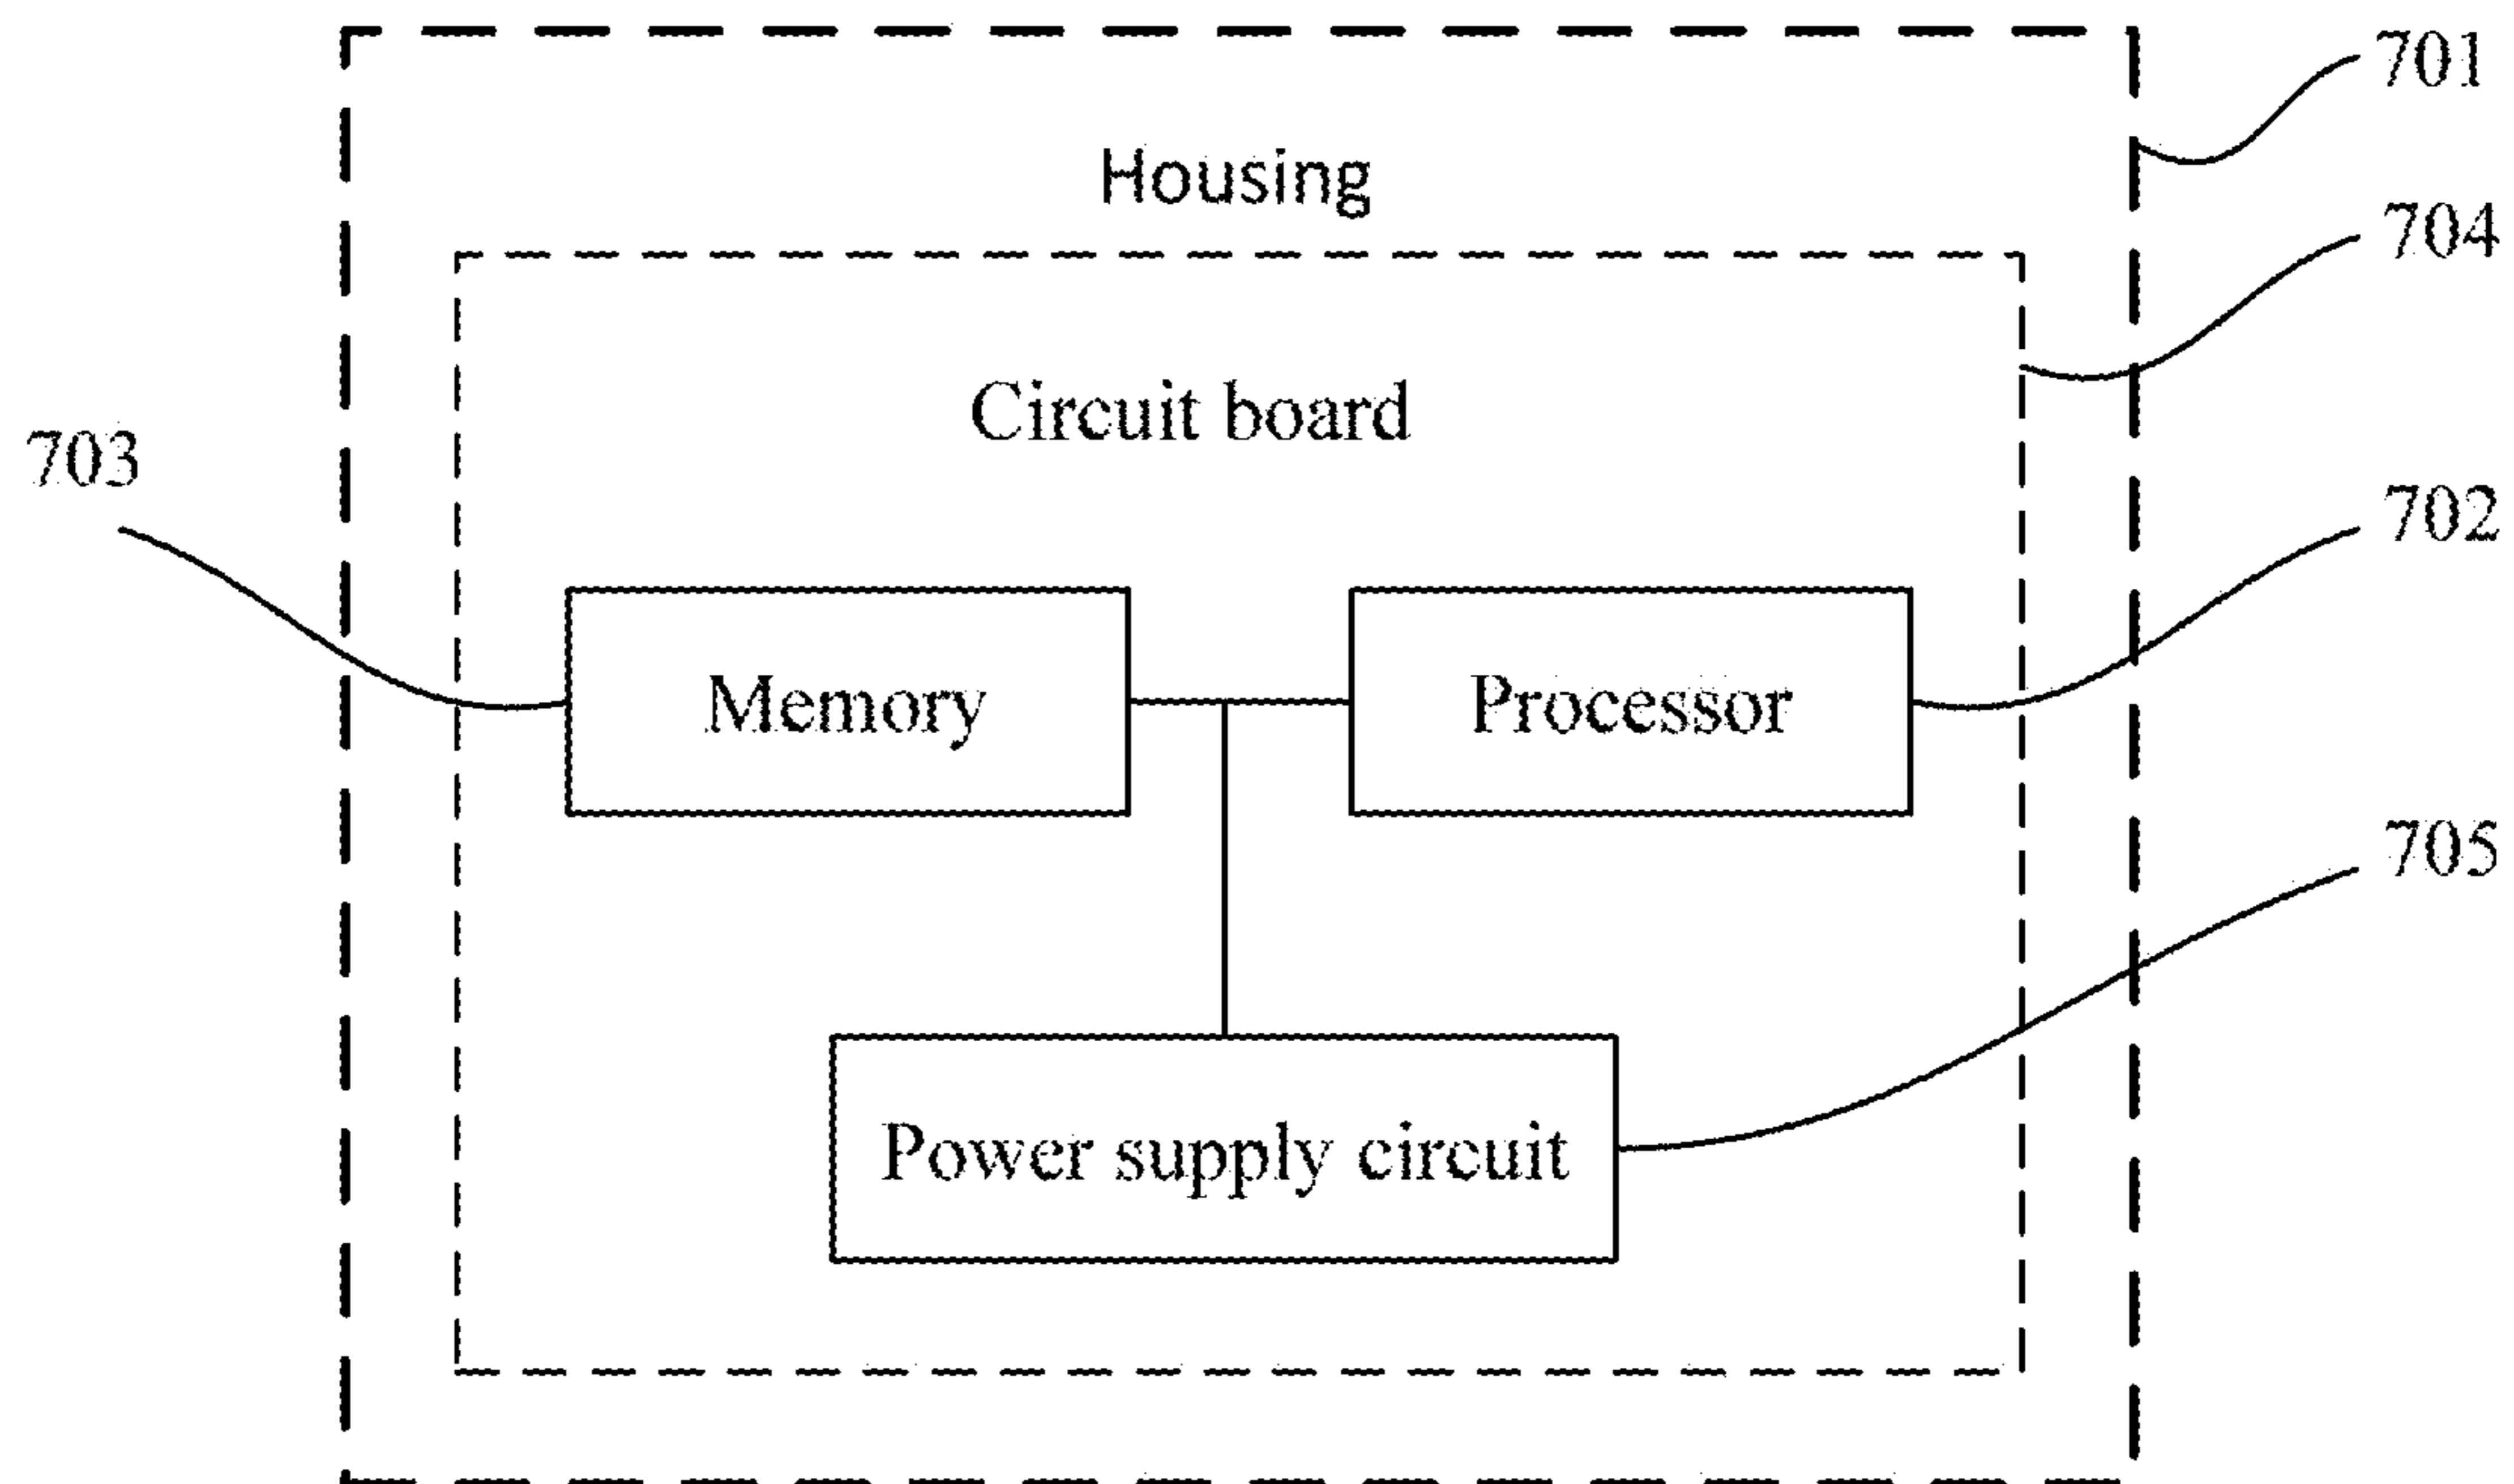 701
Housing
704
Circuit board
703
702
Memory
Processor
705
Power supply circuit